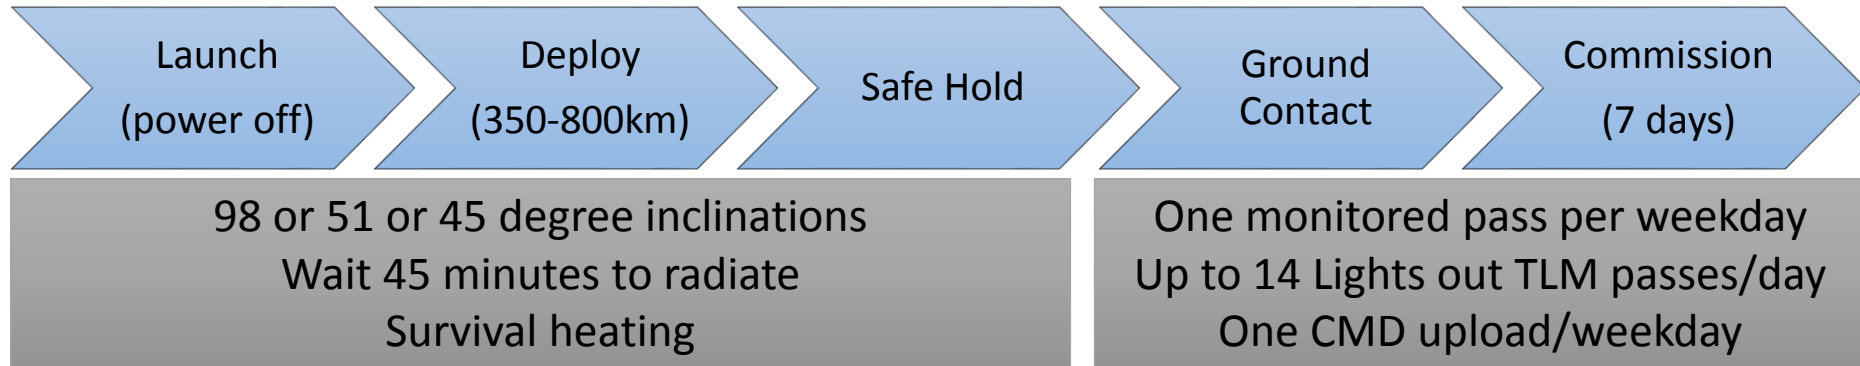 Launch
(power off)
Deploy
(350-800km)
Safe Hold
Ground
Contact
Commission
(7 days)
98 or 51 or 45 degree inclinations
Wait 45 minutes to radiate
Survival heating
One monitored pass per weekday
Up to 14 Lights out TLM passes/day
One CMD upload/weekday